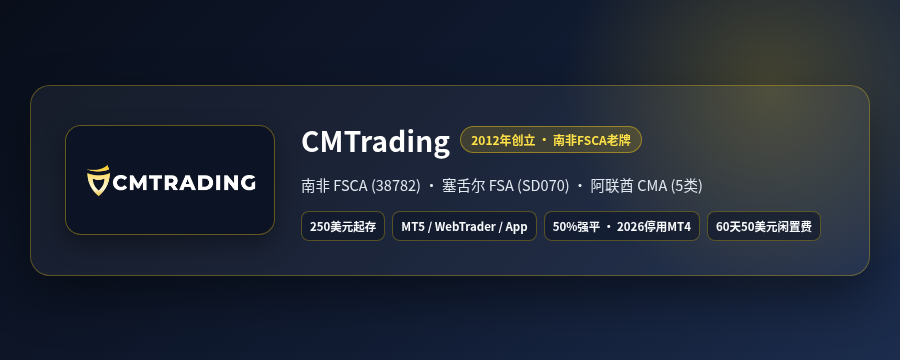 CMTRADING
CMTrading 2012年创立 · 南非FSCA老牌
南非 FSCA (38782) · 塞舌尔 FSA (SD070) · 阿联酋 CMA (5类)
250美元起存 MT5 / WebTrader / App 50%强平 · 2026停用MT4 60天50美元闲置费